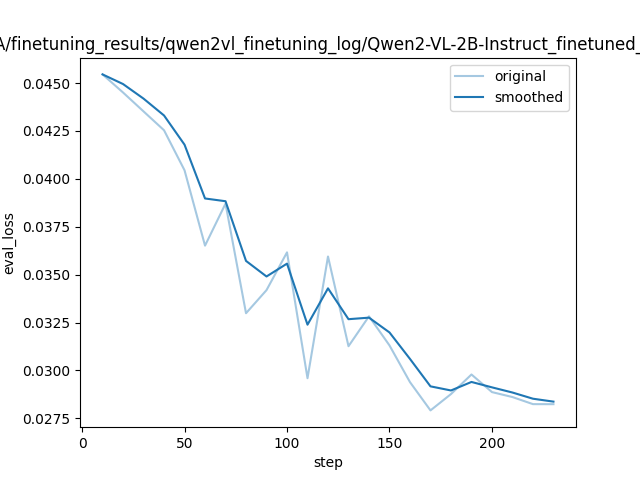 A/finetuning_results/qwen2vl_finetuning_log/Qwen2-VL-2B-Instruct_finetuned_
original
smoothed
0.0450
0.0425
0.0400
0.0375
0.0350
0.0325
0.0300
0.0275
eval_loss
0 50 100 150 200
step